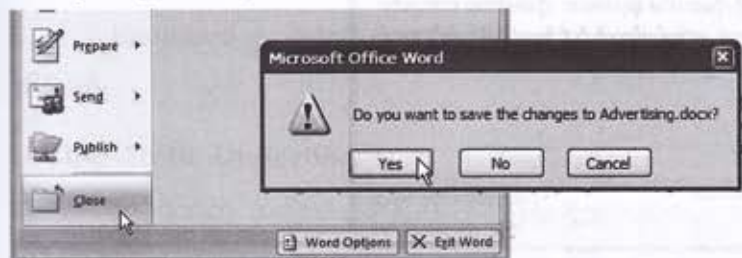 Prepare
Send
Publish
Close
Word Options
Exit Word
Microsoft Office Word
Do you want to save the changes to Advertising.docx?
Yes
No
Cancel